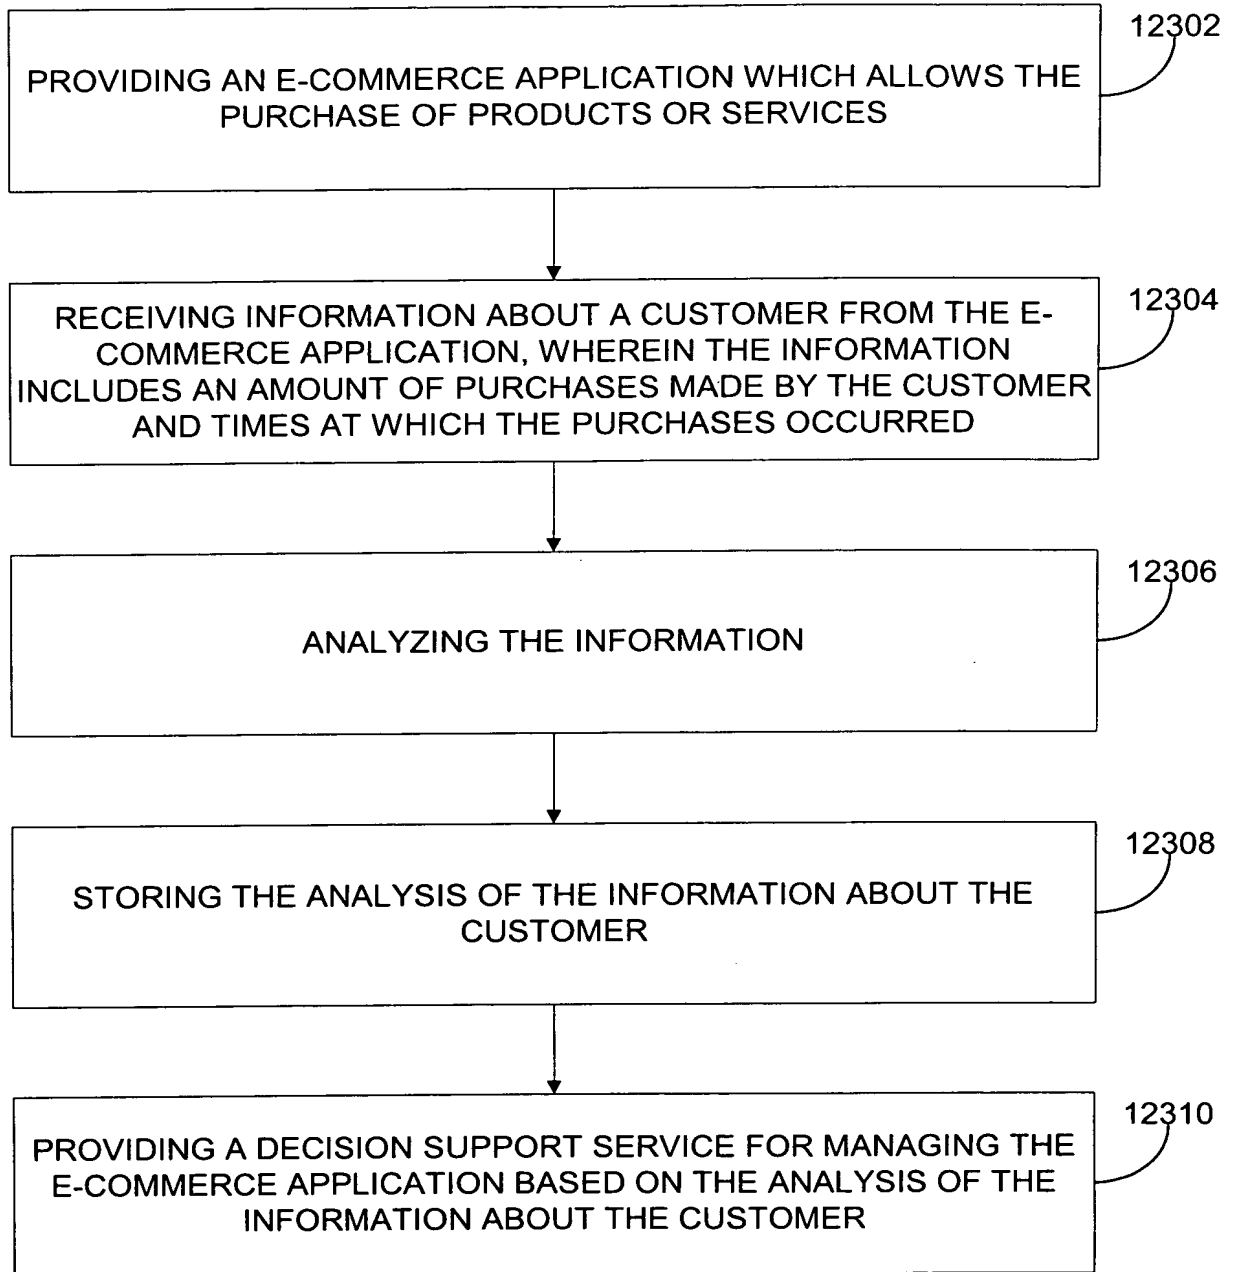 12302
PROVIDING AN E-COMMERCE APPLICATION WHICH ALLOWS THE
PURCHASE OF PRODUCTS OR SERVICES
12304
RECEIVING INFORMATION ABOUT A CUSTOMER FROM THE E-
COMMERCE APPLICATION, WHEREIN THE INFORMATION
INCLUDES AN AMOUNT OF PURCHASES MADE BY THE CUSTOMER
AND TIMES AT WHICH THE PURCHASES OCCURRED
12306
ANALYZING THE INFORMATION
12308
STORING THE ANALYSIS OF THE INFORMATION ABOUT THE
CUSTOMER
12310
PROVIDING A DECISION SUPPORT SERVICE FOR MANAGING THE
E-COMMERCE APPLICATION BASED ON THE ANALYSIS OF THE
INFORMATION ABOUT THE CUSTOMER